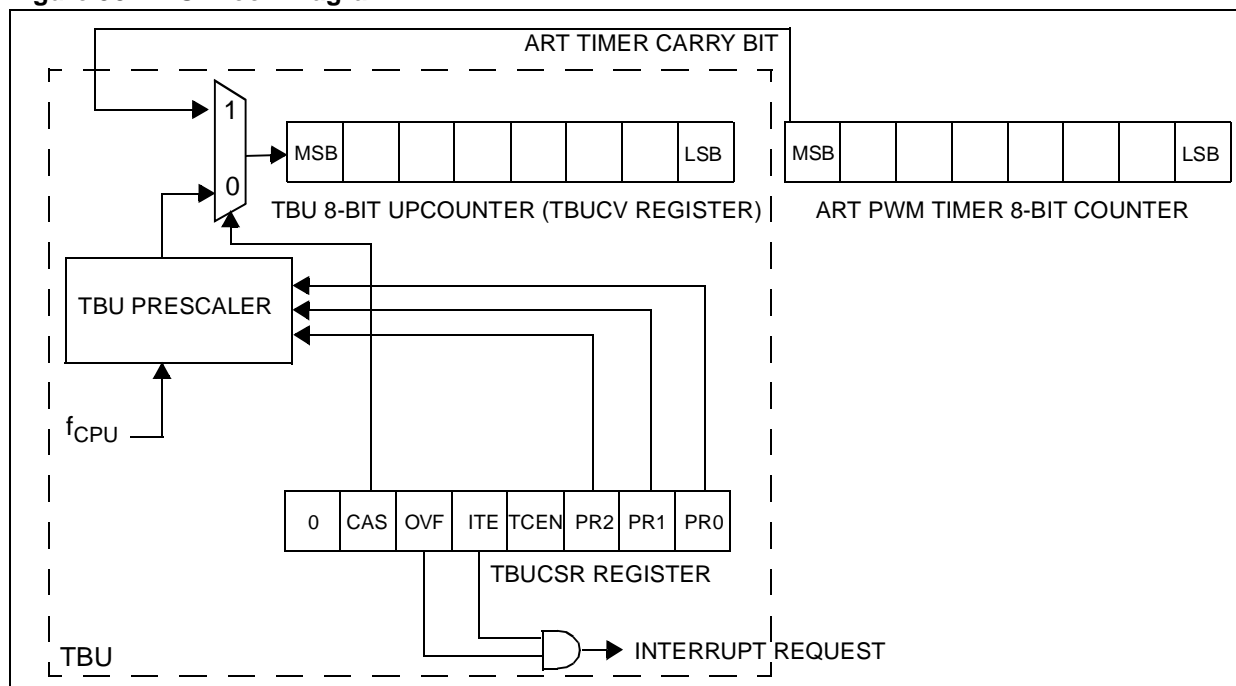 ART TIMER CARRY BIT
1
MSB LSB MSB LSB
0
TBU 8-BIT UPCOUNTER (TBUCV REGISTER) ART PWM TIMER 8-BIT COUNTER
TBU PRESCALER
fCPU
0 CAS OVF ITE TCEN PR2 PR1 PR0
TBUCSR REGISTER
INTERRUPT REQUEST
TBU